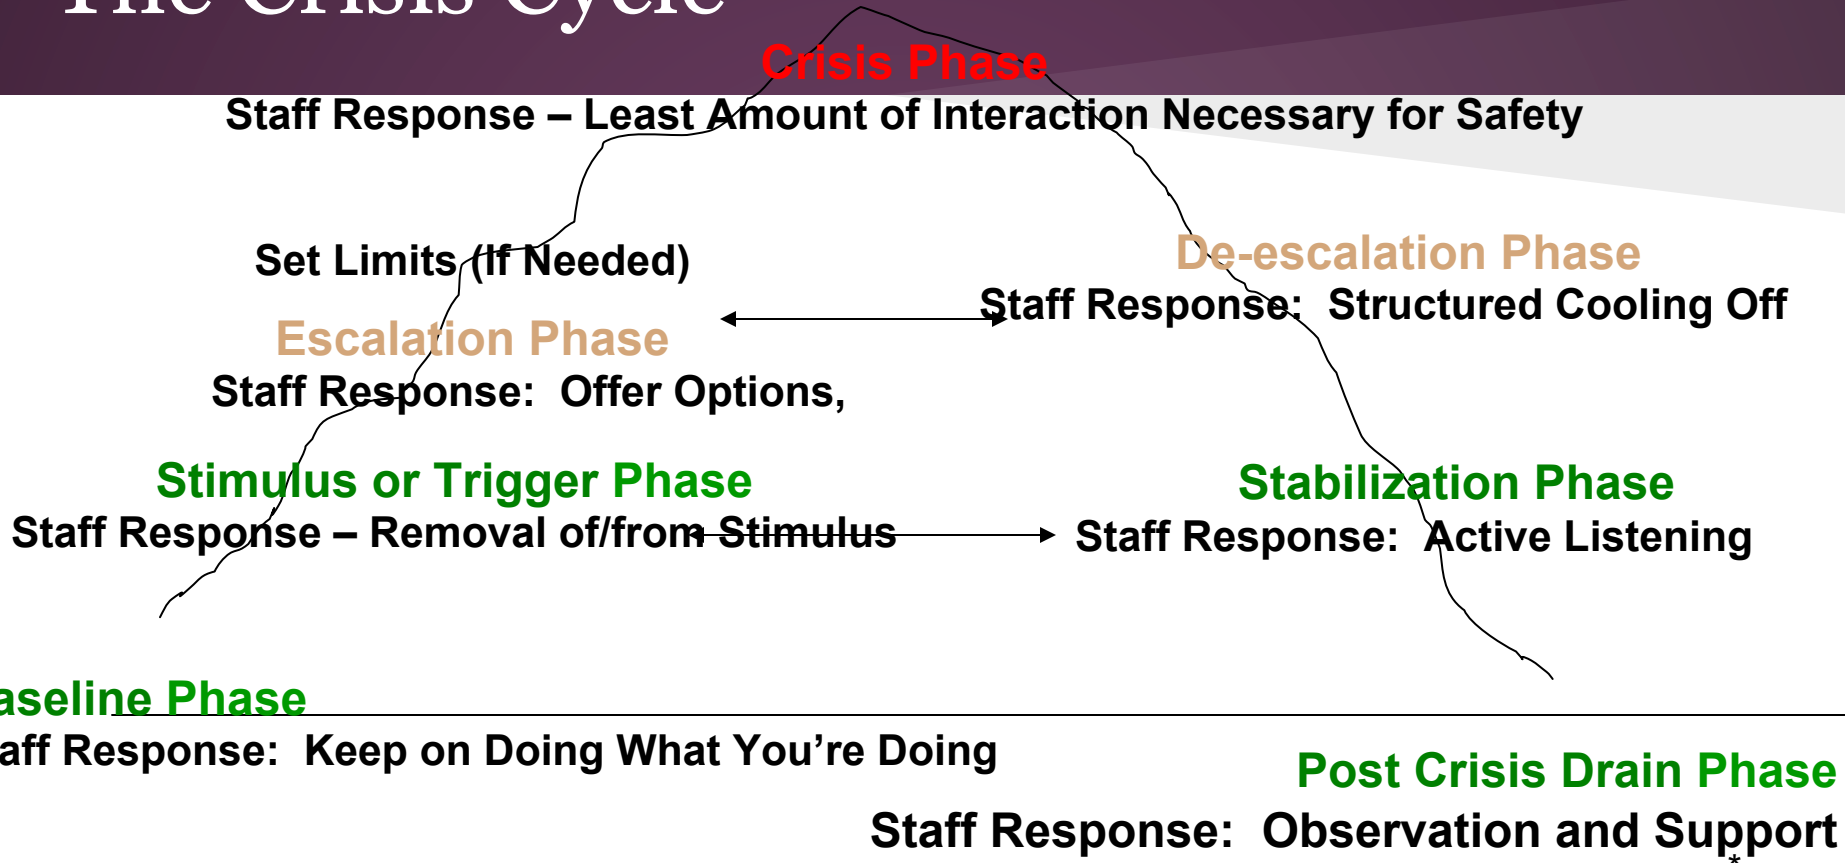 The Crisis Cycle
Crisis Phase
Staff Response – Least Amount of Interaction Necessary for Safety
Set Limits (If Needed)
Escalation Phase
Staff Response:  Offer Options,
De-escalation Phase
Staff Response:  Structured Cooling Off
Stimulus or Trigger Phase
Staff Response – Removal of/from Stimulus
Stabilization Phase
Staff Response:  Active Listening
aseline Phase
aff Response:  Keep on Doing What You’re Doing
Post Crisis Drain Phase
Staff Response:  Observation and Support
*